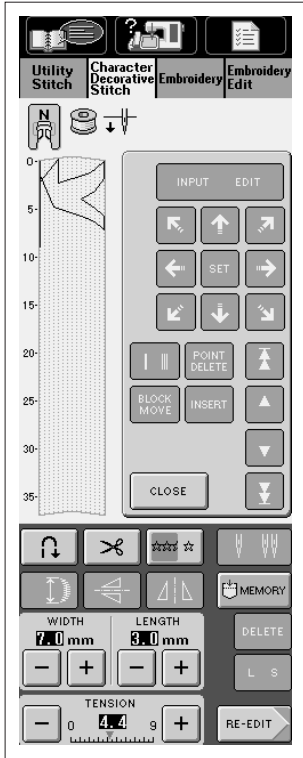 ?
Utility
Stitch
Character
Decorative
Stitch
Embroidery
Embroidery
Edit
N
0-
5-
10-
15-
20-
25-
30-
35-
INPUT EDIT
SET
POINT
DELETE
BLOCK
MOVE
INSERT
CLOSE
MEMORY
WIDTH
7.0 mm
LENGTH
3.0 mm
DELETE
L S
TENSION
0 4.4 9
RE-EDIT